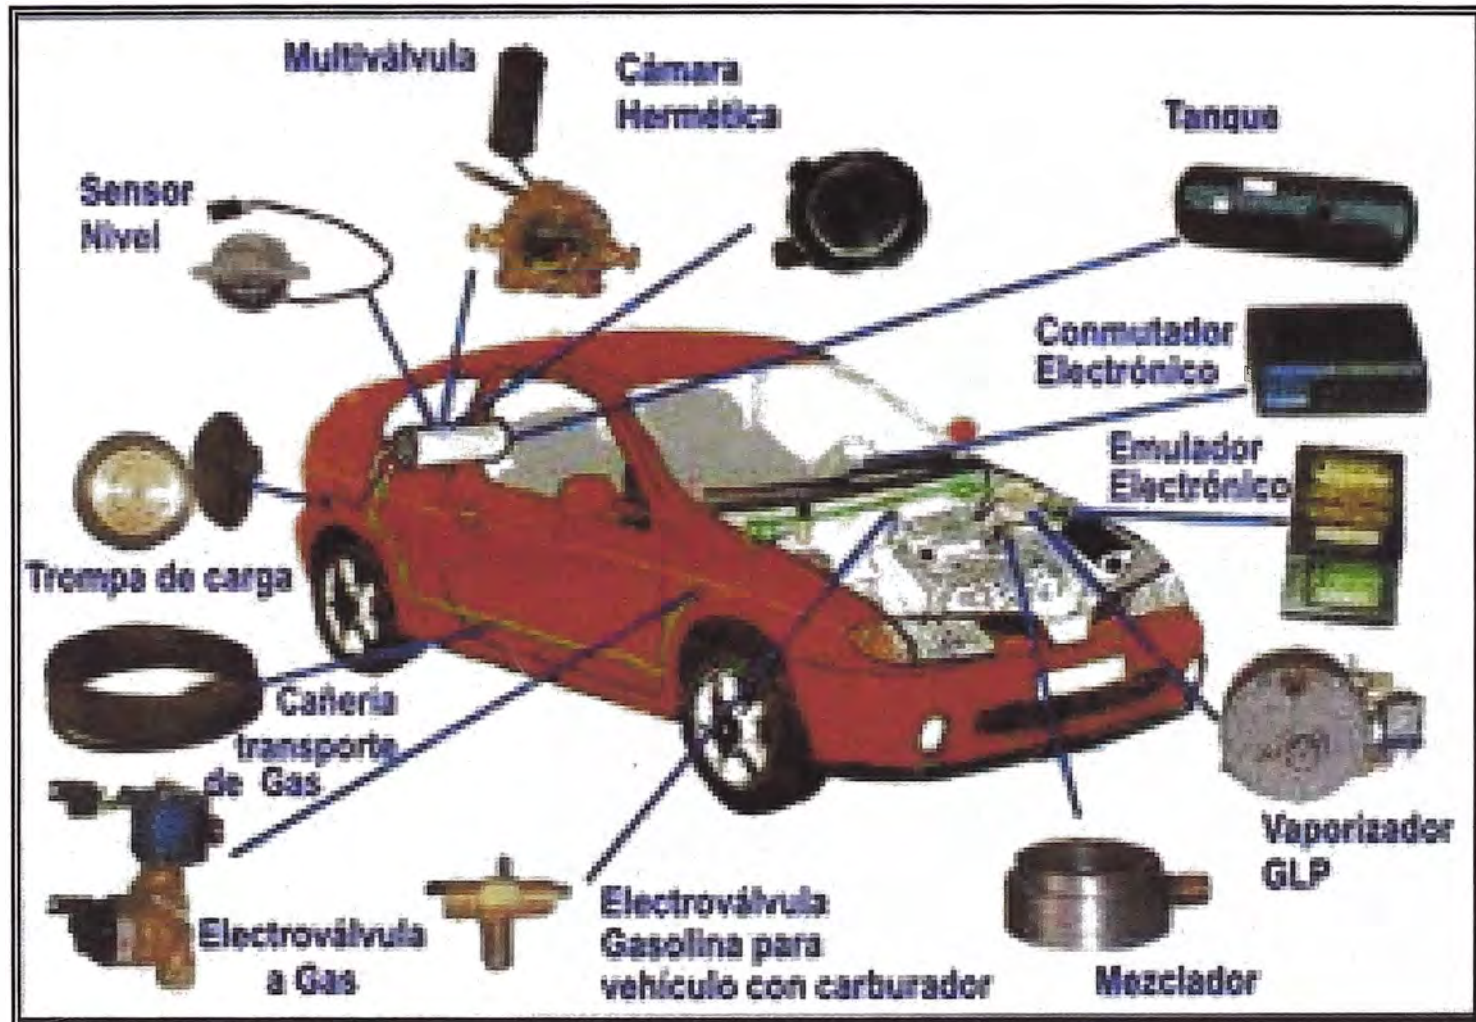 Multiválvula
Cámara
Hermética
Tanque
Sensor
Nivel
Conmutador
Electrónico
Emulador
Electrónico
Trompa de carga
Cañería
transporte
de Gas
Vaporizador
GLP
Electroválvula
a Gas
Electroválvula
Gasolina para
vehículo con carburador
Mezclador